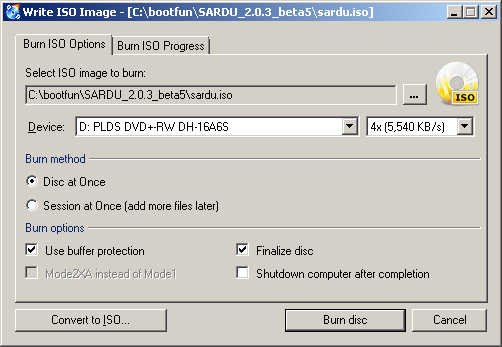 Write ISO Image - [C:\bootfun\SARDU_2.0.3_beta5\sardu.iso]
Burn ISO Options Burn ISO Progress
Select ISO image to burn:
C:\bootfun\SARDU_2.0.3_beta5\sardu.iso ... ISO
Device: D: PLDS DVD+-RW DH-16A6S 4x (5,540 KB/s)
Burn method
Disc at Once
Session at Once (add more files later)
Burn options
Use buffer protection Finalize disc
Mode2XA instead of Mode1 Shutdown computer after completion
Convert to ISO... Burn disc Cancel